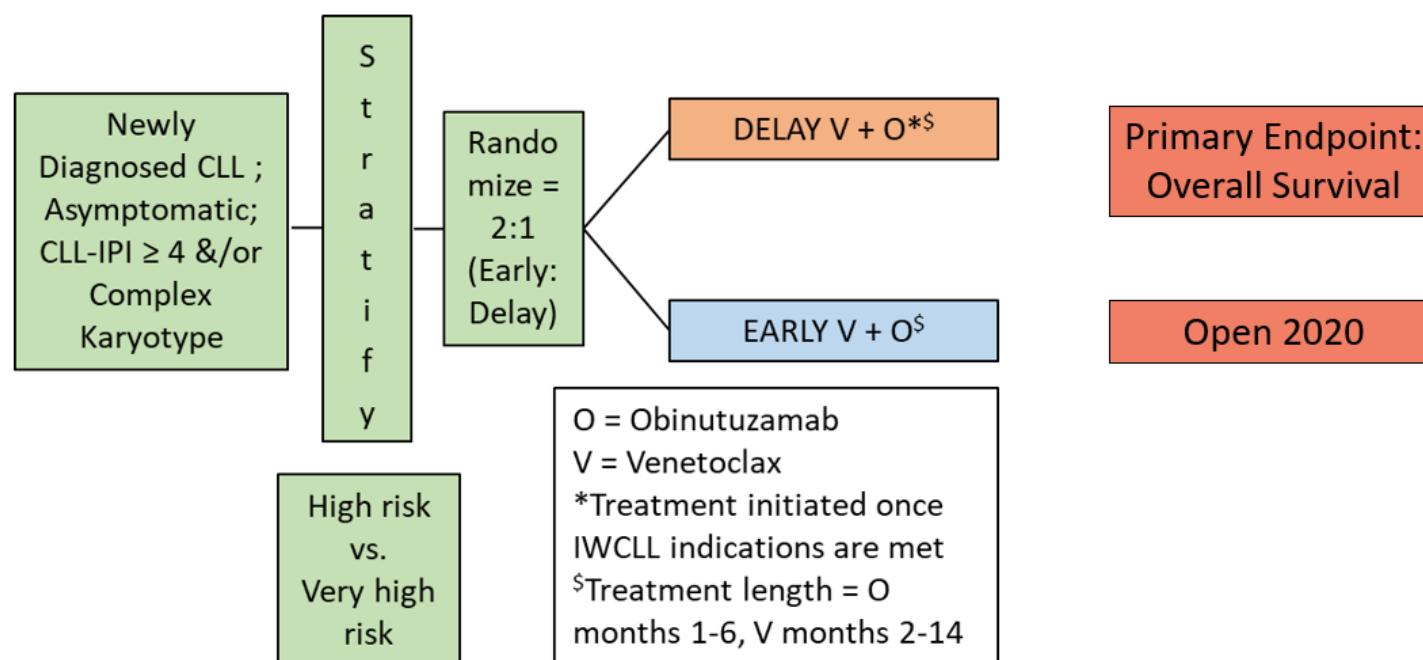 Newly
Diagnosed CLL ;
Asymptomatic;
CLL-IPI ≥ 4 &/or
Complex
Karyotype
S
t
r
a
t
i
f
y
High risk
vs.
Very high
risk
Rando
mize =
2:1
(Early:
Delay)
DELAY V + O*$
EARLY V + O$
O = Obinutuzamab
V = Venetoclax
*Treatment initiated once
IWCLL indications are met
$Treatment length = O
months 1-6, V months 2-14
Primary Endpoint:
Overall Survival
Open 2020